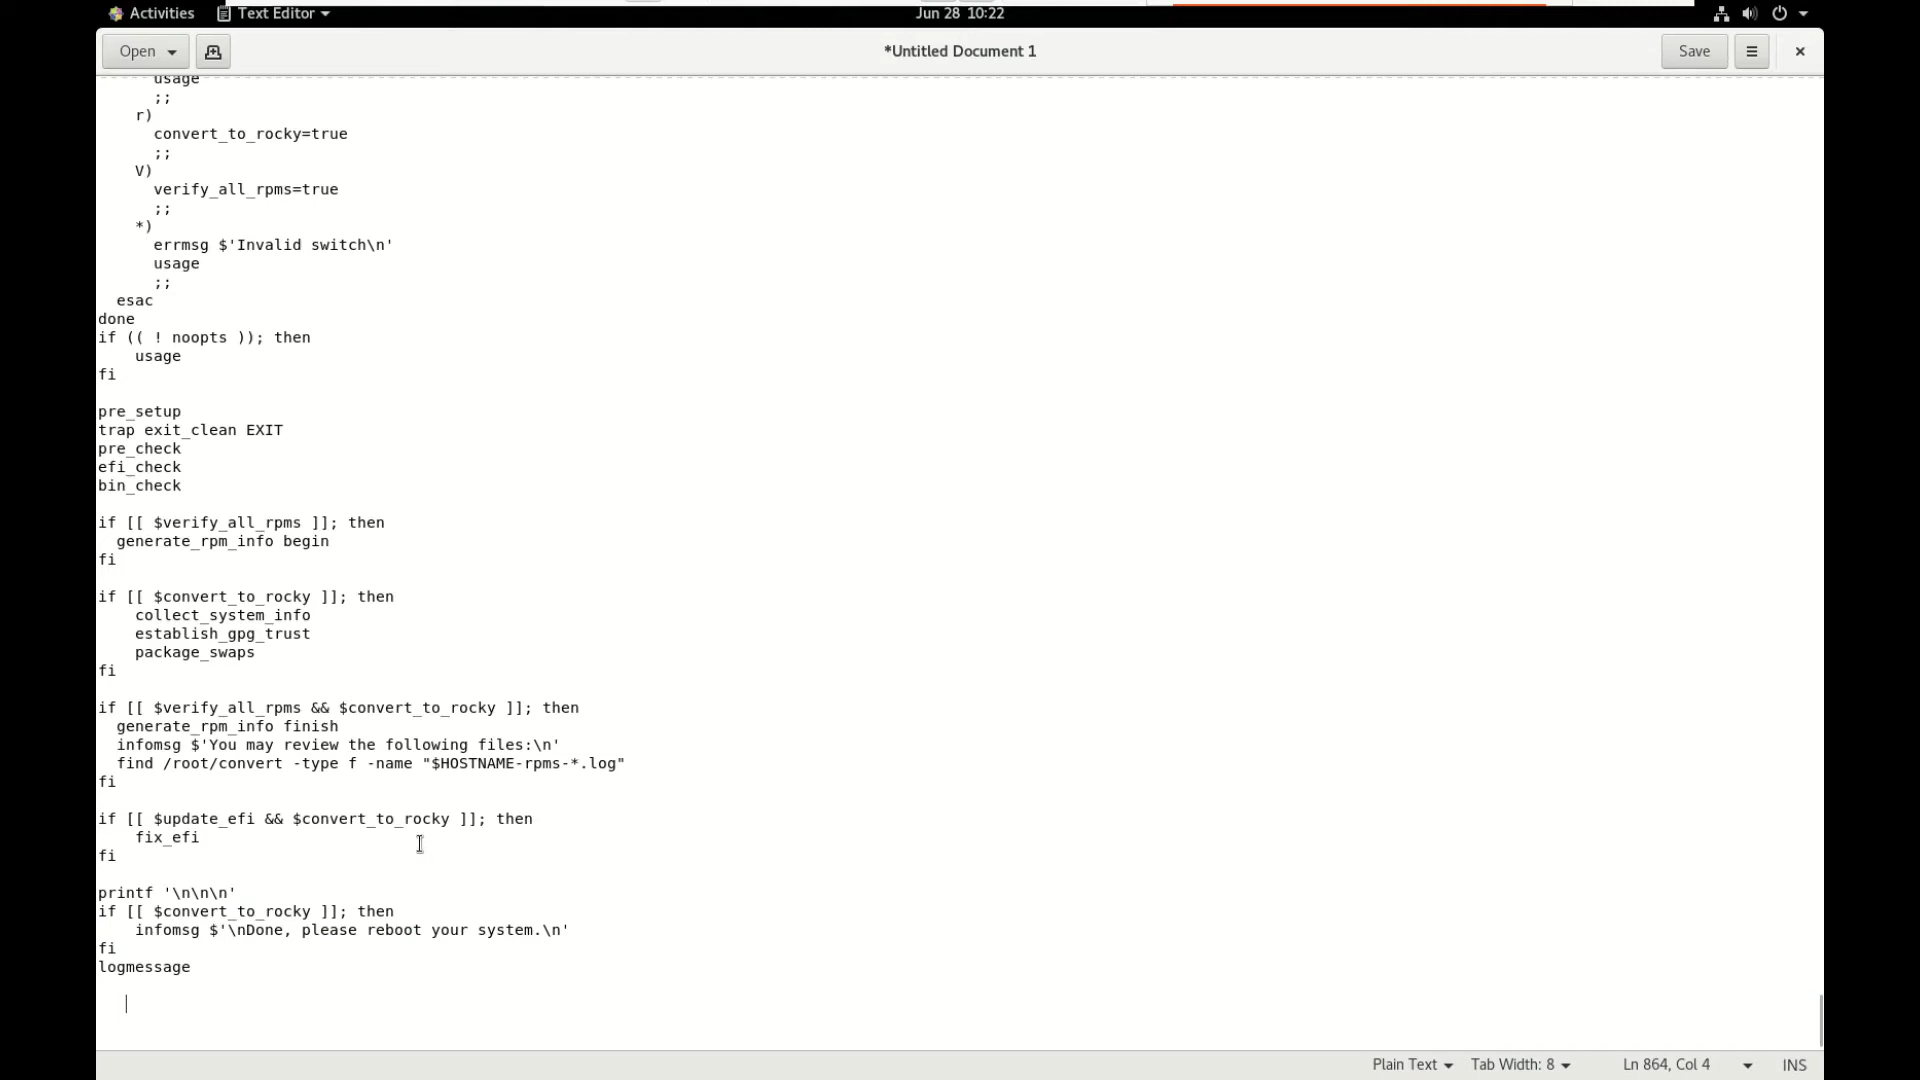 Activities Text Editor Jun 28 10:22
Open *Untitled Document 1 Save
usage
;;
r)
convert_to_rocky=true
;;
V)
verify_all_rpms=true
;;
*)
errmsg $'Invalid switch\n'
usage
;;
esac
done
if (( ! noopts )); then
usage
fi
pre_setup
trap exit_clean EXIT
pre_check
efi_check
bin_check
if [[ $verify_all_rpms ]]; then
generate_rpm_info begin
fi
if [[ $convert_to_rocky ]]; then
collect_system_info
establish_gpg_trust
package_swaps
fi
if [[ $verify_all_rpms && $convert_to_rocky ]]; then
generate_rpm_info finish
infomsg $'You may review the following files:\n'
find /root/convert -type f -name "$HOSTNAME-rpms-*.log"
fi
if [[ $update_efi && $convert_to_rocky ]]; then
fix_efi
fi
printf '\n\n\n'
if [[ $convert_to_rocky ]]; then
infomsg $'\nDone, please reboot your system.\n'
fi
logmessage
Plain Text Tab Width: 8 Ln 864, Col 4 INS